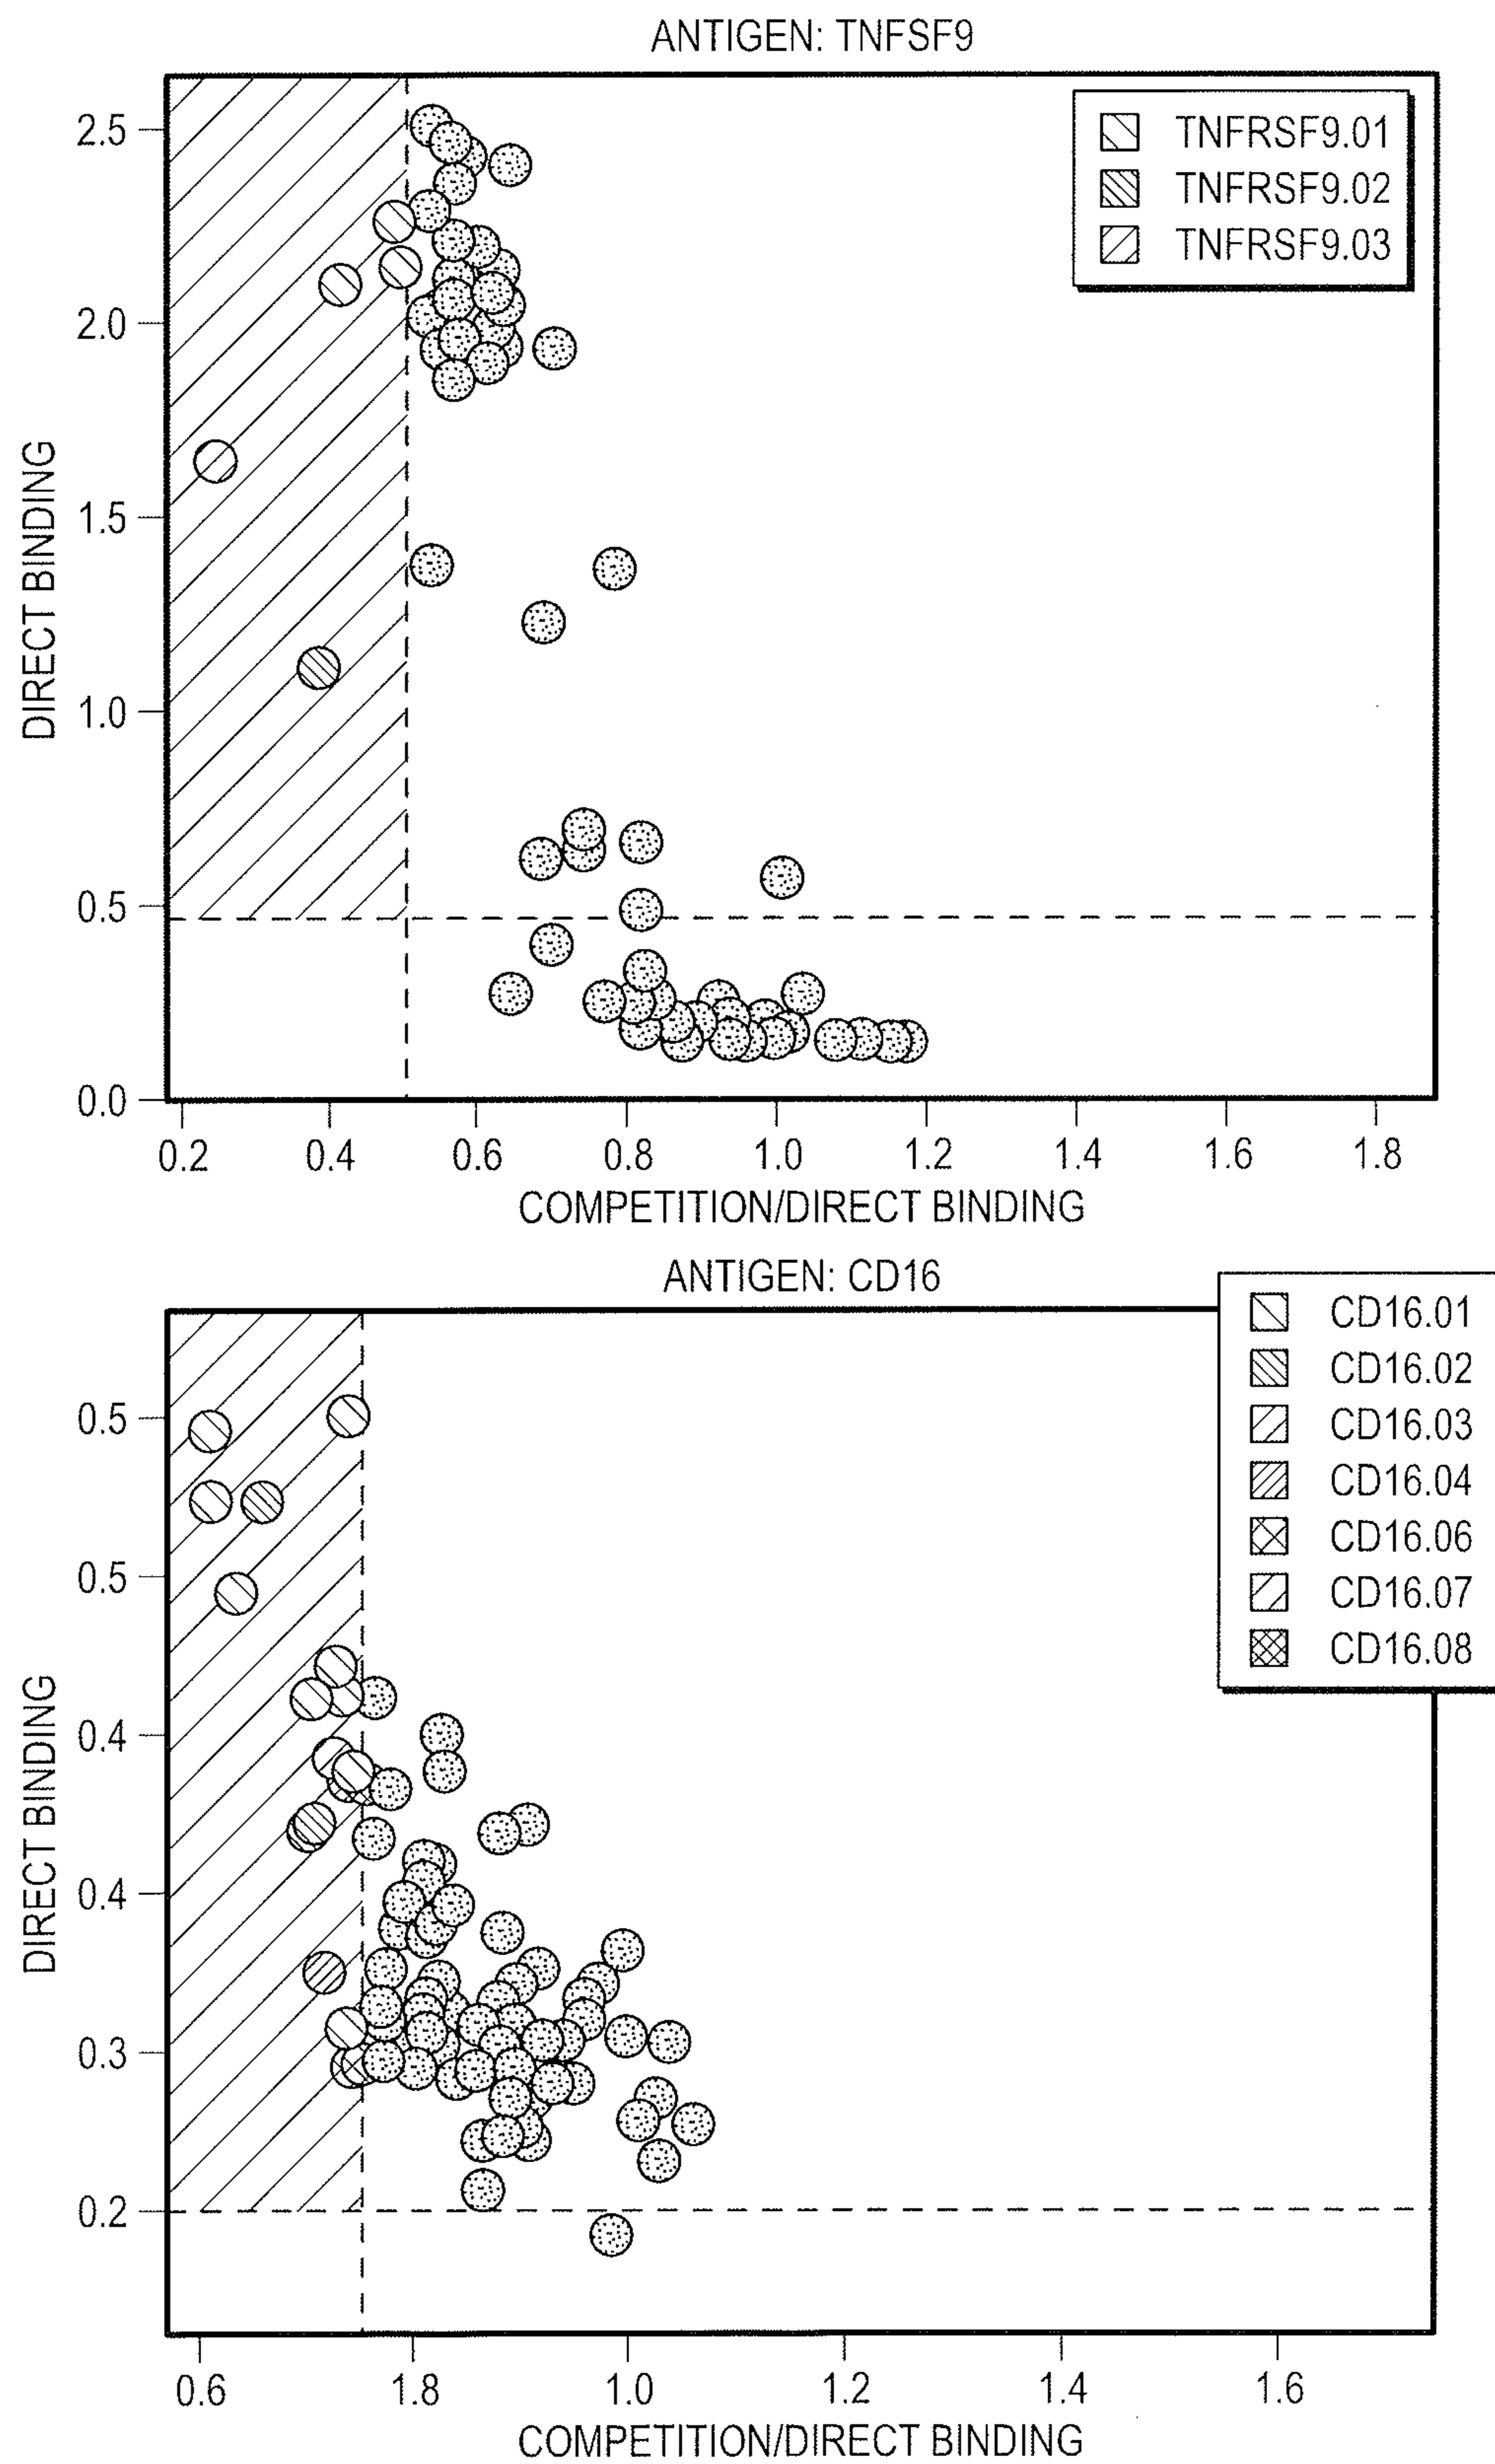 ANTIGEN: TNFSF9
TNFRSF9.01
TNFRSF9.02
TNFRSF9.03
DIRECT BINDING
2.5
2.0
1.5
1.0
0.5
0.0
0.2 0.4 0.6 0.8 1.0 1.2 1.4 1.6 1.8
COMPETITION/DIRECT BINDING
ANTIGEN: CD16
CD16.01
CD16.02
CD16.03
CD16.04
CD16.06
CD16.07
CD16.08
DIRECT BINDING
0.5
0.5
0.4
0.4
0.3
0.2
0.6 1.8 1.0 1.2 1.4 1.6
COMPETITION/DIRECT BINDING